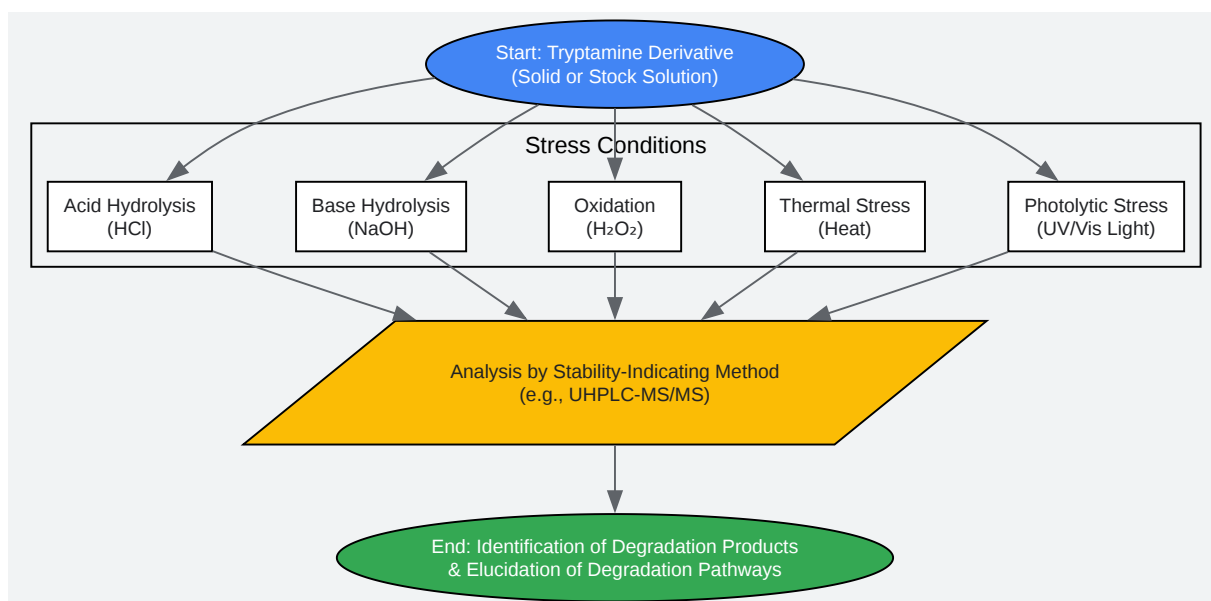 Start: Tryptamine Derivative
(Solid or Stock Solution)
Stress Conditions
Acid Hydrolysis
(HCl)
Base Hydrolysis
(NaOH)
Oxidation
(H₂O₂)
Thermal Stress
(Heat)
Photolytic Stress
(UV/Vis Light)
Analysis by Stability-Indicating Method
(e.g., UHPLC-MS/MS)
End: Identification of Degradation Products
& Elucidation of Degradation Pathways